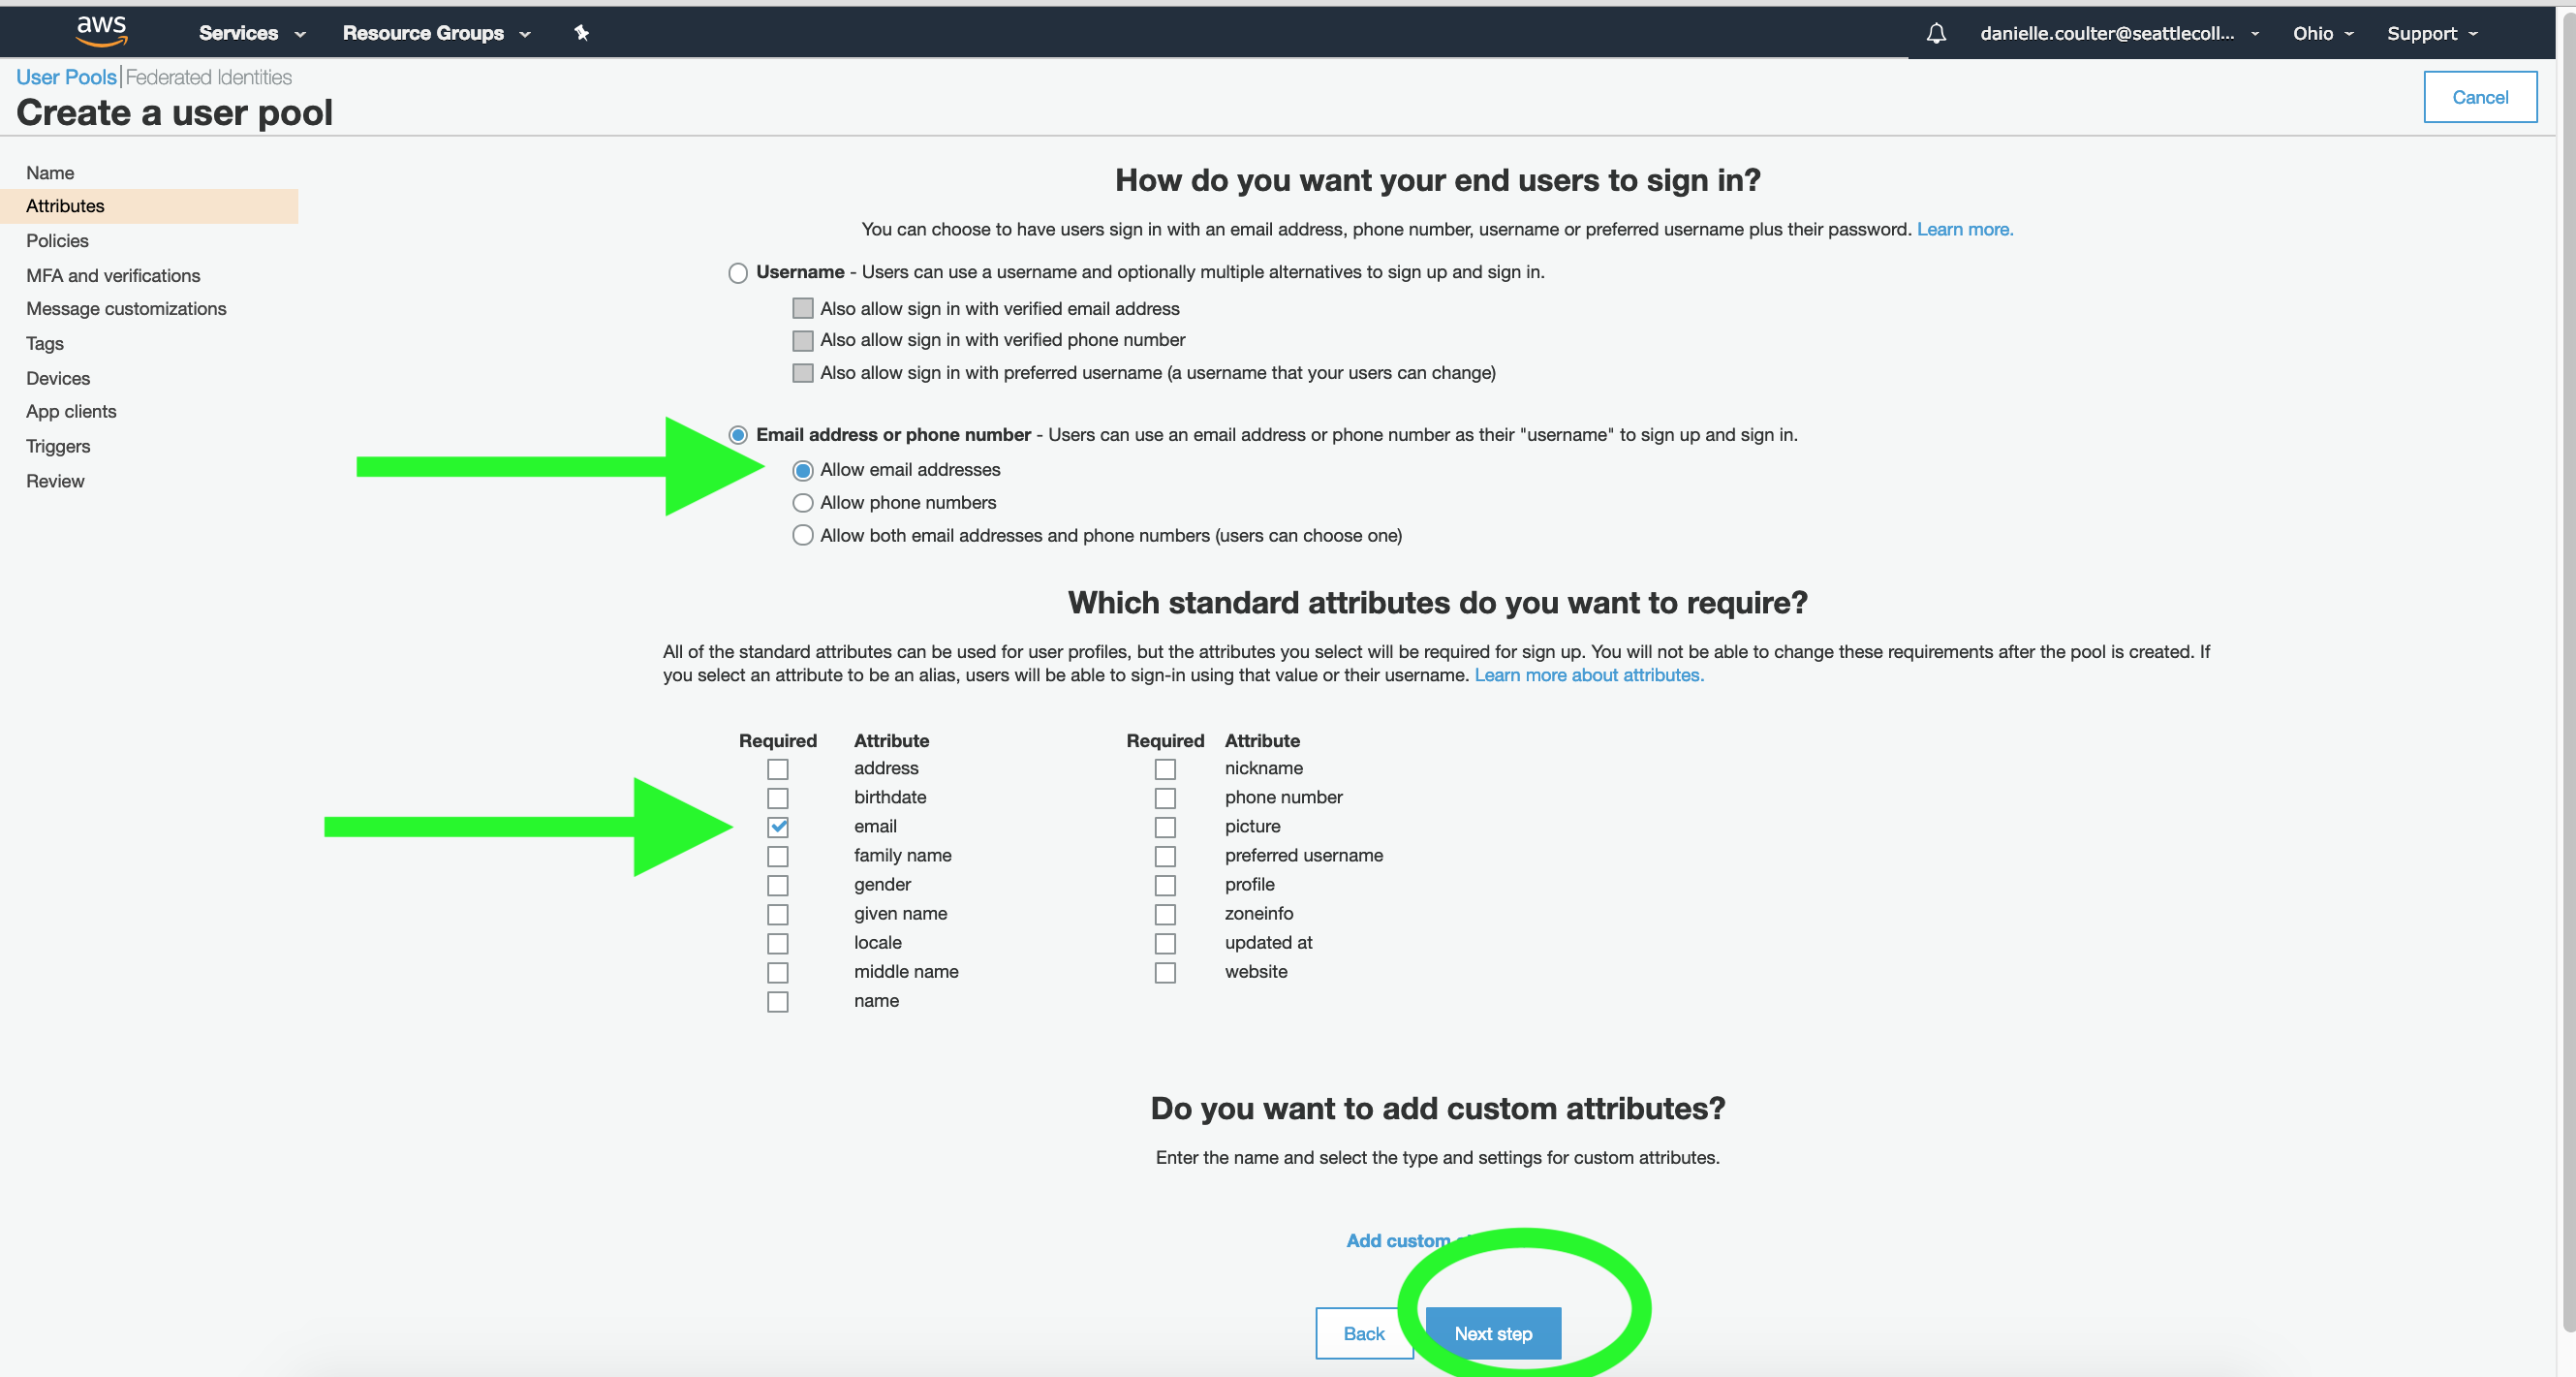 aws
Services
Resource Groups
danielle.coulter@seattlecoll...
Ohio
Support
User Pools
Federated Identities
Create a user pool
Cancel
Name
Attributes
Policies
MFA and verifications
Message customizations
Tags
Devices
App clients
Triggers
Review
How do you want your end users to sign in?
You can choose to have users sign in with an email address, phone number, username or preferred username plus their password. Learn more.
Username - Users can use a username and optionally multiple alternatives to sign up and sign in.
Also allow sign in with verified email address
Also allow sign in with verified phone number
Also allow sign in with preferred username (a username that your users can change)
Email address or phone number - Users can use an email address or phone number as their "username" to sign up and sign in.
Allow email addresses
Allow phone numbers
Allow both email addresses and phone numbers (users can choose one)
Which standard attributes do you want to require?
All of the standard attributes can be used for user profiles, but the attributes you select will be required for sign up. You will not be able to change these requirements after the pool is created. If
you select an attribute to be an alias, users will be able to sign-in using that value or their username. Learn more about attributes.
Required Attribute
address
birthdate
email
family name
gender
given name
locale
middle name
name
Required Attribute
nickname
phone number
picture
preferred username
profile
zoneinfo
updated at
website
Do you want to add custom attributes?
Enter the name and select the type and settings for custom attributes.
Add custom
Back
Next step